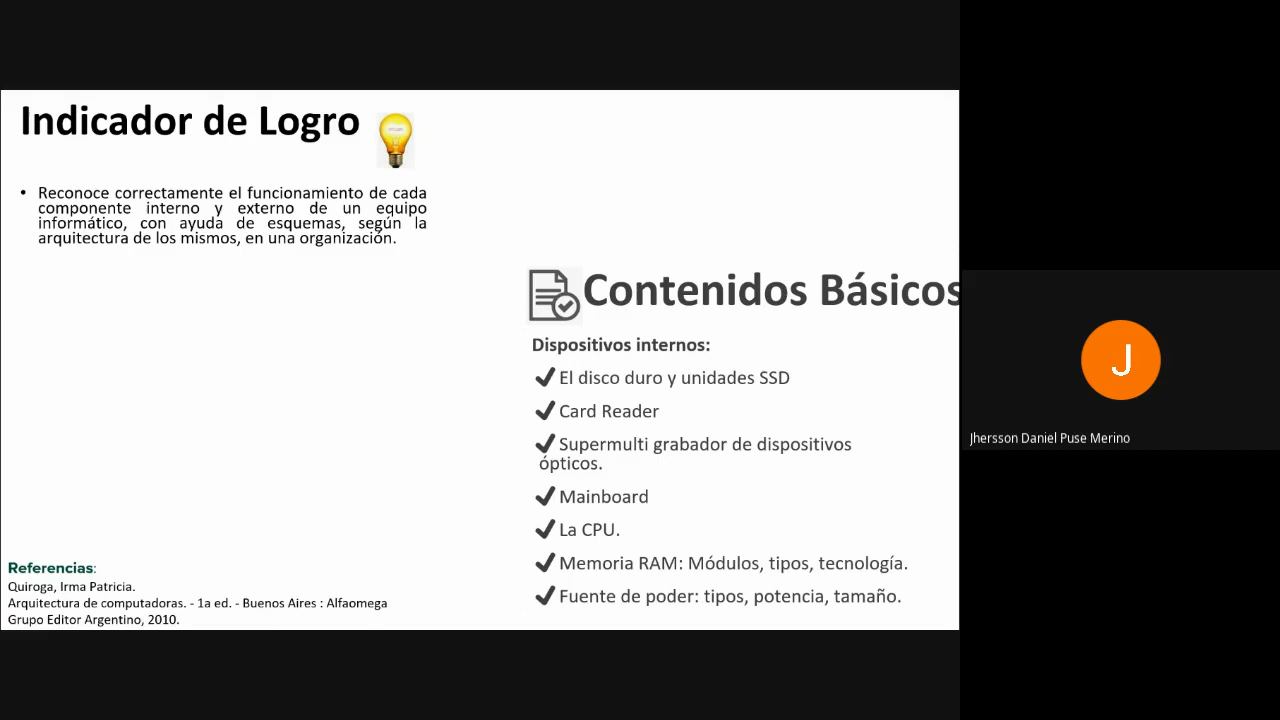 Indicador de Logro
• Reconoce correctamente el funcionamiento de cada
componente interno y externo de un equipo
informático, con ayuda de esquemas, según la
arquitectura de los mismos, en una organización.
Contenidos Básicos
Dispositivos internos:
✔ El disco duro y unidades SSD
✔ Card Reader
✔ Supermulti grabador de dispositivos
ópticos.
✔ Mainboard
✔ La CPU.
✔ Memoria RAM: Módulos, tipos, tecnología.
✔ Fuente de poder: tipos, potencia, tamaño.
Referencias:
Quiroga, Irma Patricia.
Arquitectura de computadoras. - 1a ed. - Buenos Aires : Alfaomega
Grupo Editor Argentino, 2010.
J
Jhersson Daniel Puse Merino